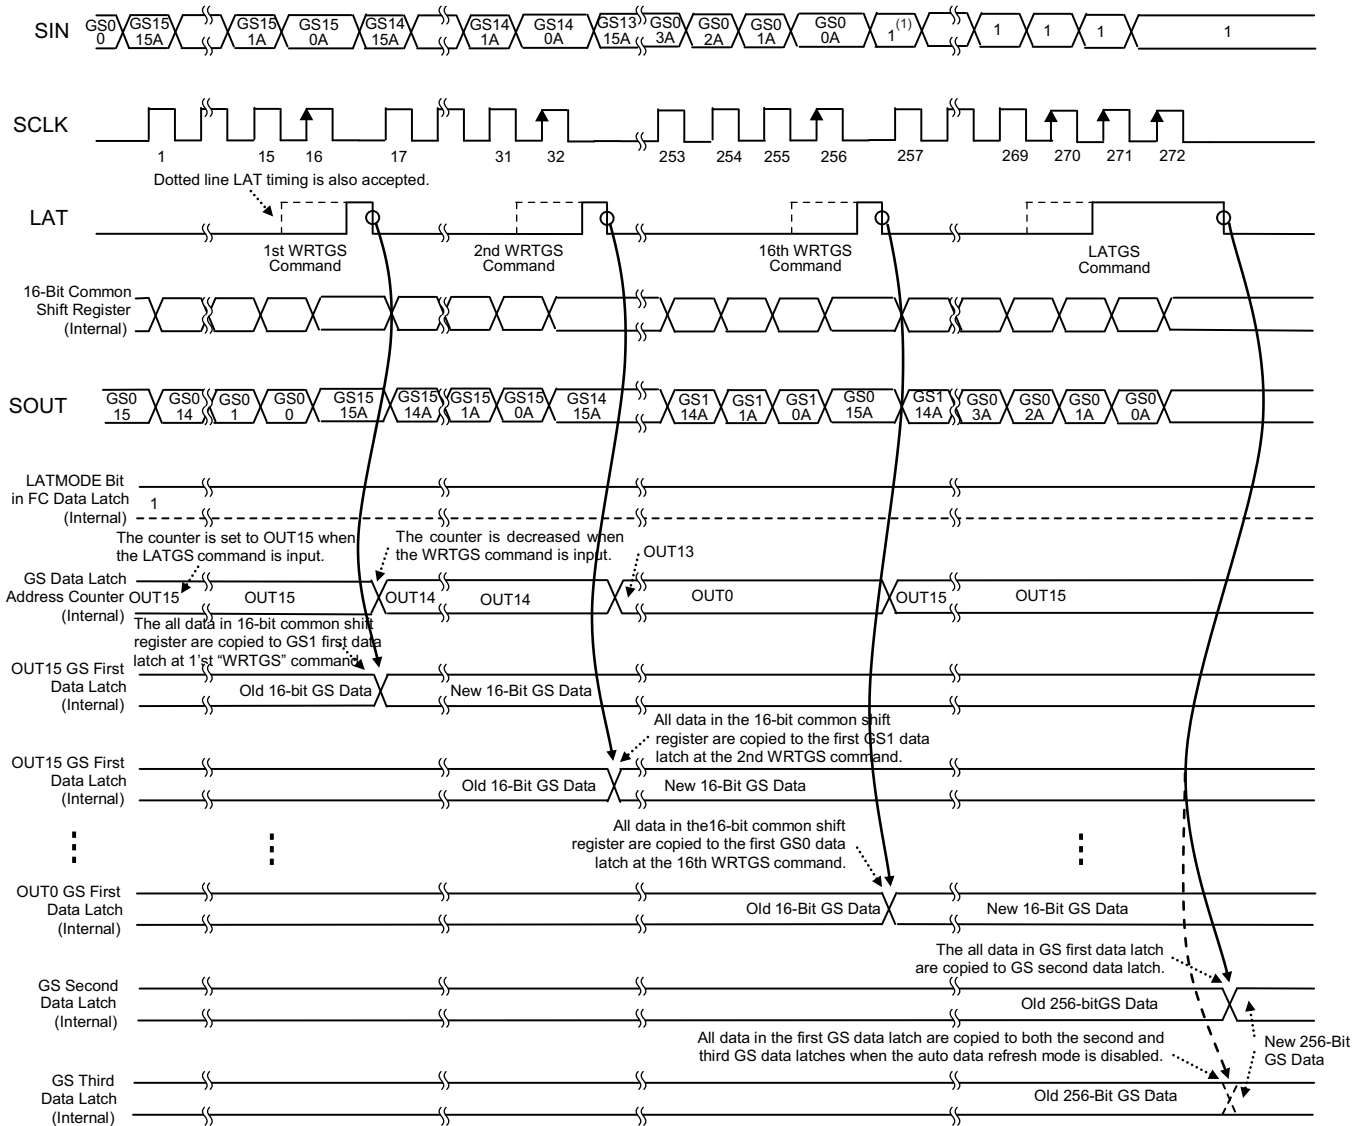 SIN
GS0 0
GS15 15A
GS15 1A
GS15 0A
GS14 15A
GS14 1A
GS14 0A
GS13 15A
GS0 3A
GS0 2A
GS0 1A
GS0 0A
1(1)
1
1
1
1
SCLK
1 15 16 17 31 32 253 254 255 256 257 269 270 271 272
Dotted line LAT timing is also accepted.
LAT
1st WRTGS
Command
2nd WRTGS
Command
16th WRTGS
Command
LATGS
Command
16-Bit Common
Shift Register
(Internal)
SOUT
GS0 15
GS0 14
GS0 1
GS0 0
GS15 15A
GS15 14A
GS15 1A
GS15 0A
GS14 15A
GS1 14A
GS1 1A
GS1 0A
GS0 15A
GS1 14A
GS0 3A
GS0 2A
GS0 1A
GS0 0A
LATMODE Bit
in FC Data Latch
(Internal)
1
The counter is set to OUT15 when
the LATGS command is input.
The counter is decreased when
the WRTGS command is input.
OUT13
GS Data Latch
Address Counter
(Internal)
OUT15 OUT15 OUT14 OUT14 OUT0 OUT15 OUT15
The all data in 16-bit common shift
register are copied to GS1 first data
latch at 1'st “WRTGS” command.
OUT15 GS First
Data Latch
(Internal)
Old 16-bit GS Data
New 16-Bit GS Data
All data in the 16-bit common shift
register are copied to the first GS1 data
latch at the 2nd WRTGS command.
OUT15 GS First
Data Latch
(Internal)
Old 16-Bit GS Data
New 16-Bit GS Data
All data in the16-bit common shift
register are copied to the first GS0 data
latch at the 16th WRTGS command.
OUT0 GS First
Data Latch
(Internal)
Old 16-Bit GS Data
New 16-Bit GS Data
The all data in GS first data latch
are copied to GS second data latch.
GS Second
Data Latch
(Internal)
Old 256-bitGS Data
All data in the first GS data latch are copied to both the second and
third GS data latches when the auto data refresh mode is disabled.
New 256-Bit
GS Data
GS Third
Data Latch
(Internal)
Old 256-Bit GS Data